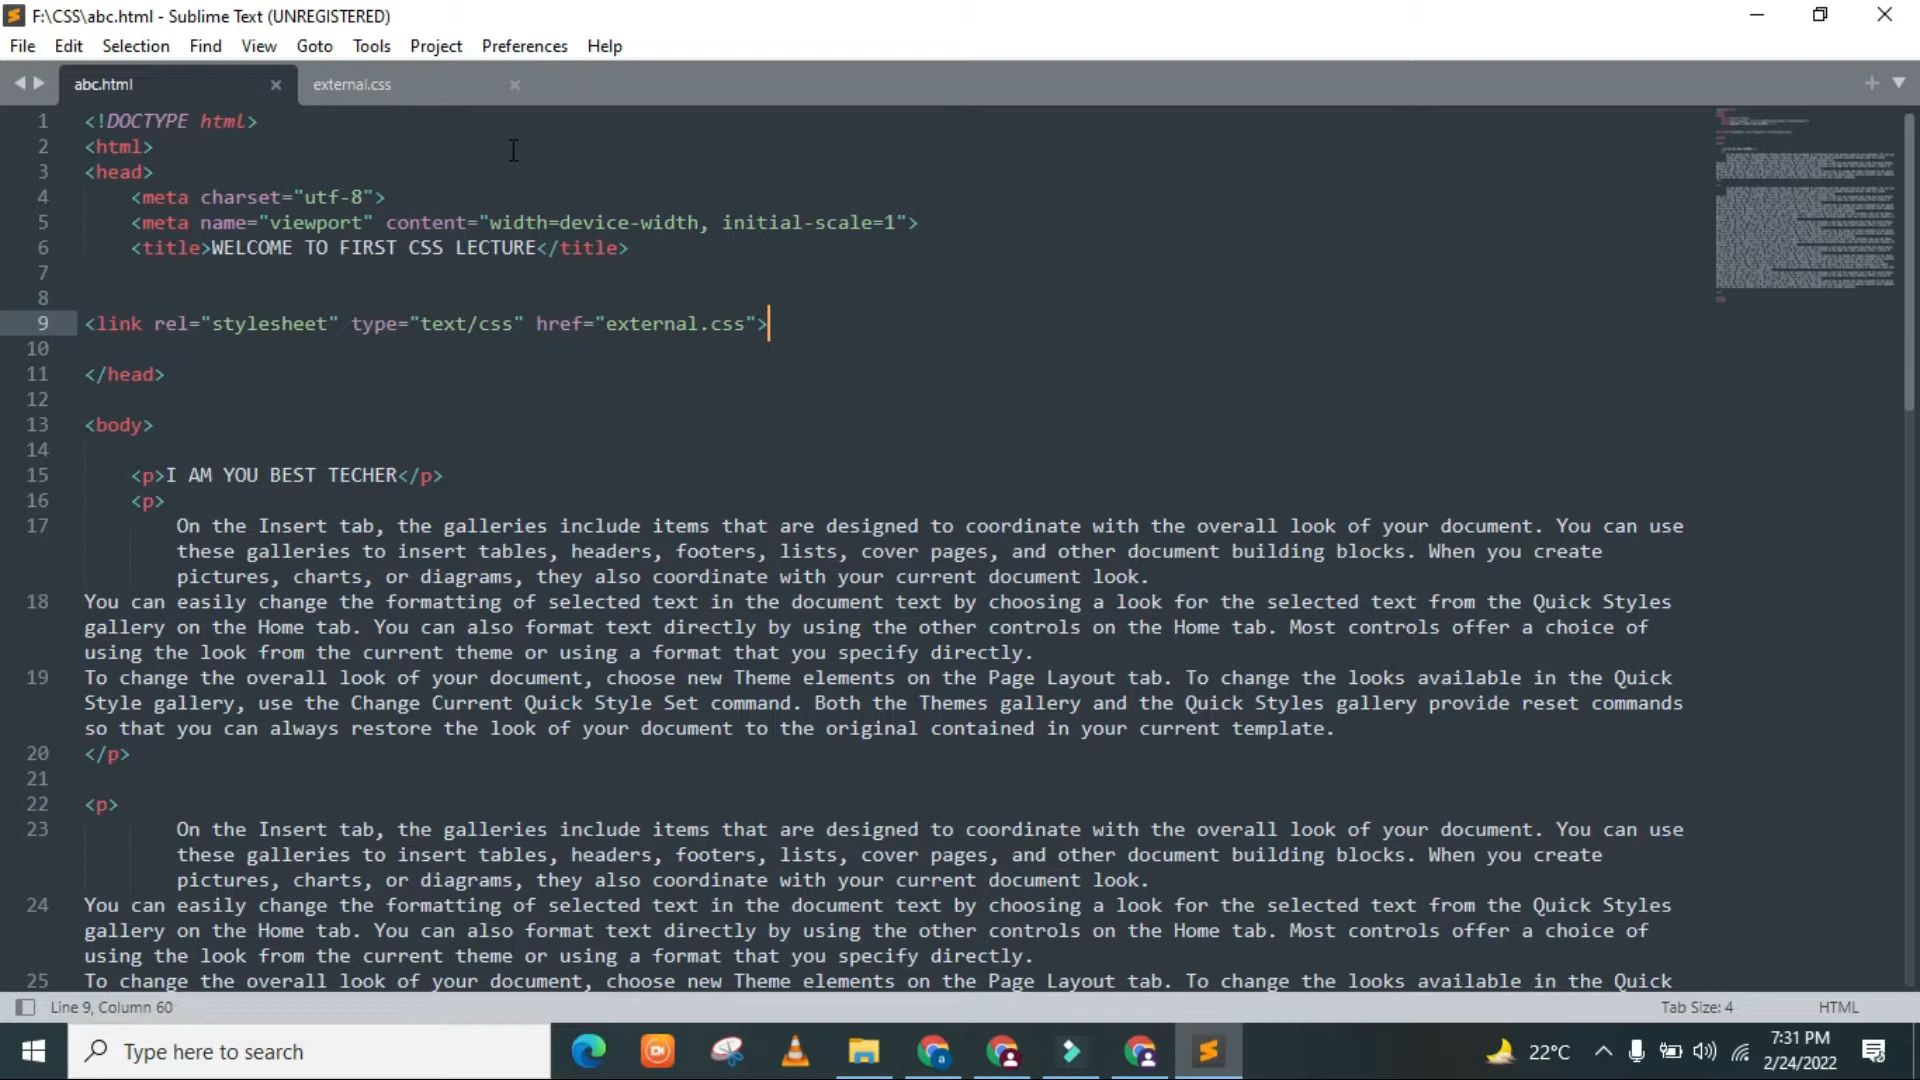 F:\CSS\abc.html - Sublime Text (UNREGISTERED)
File Edit Selection Find View Goto Tools Project Preferences Help
abc.html external.css
1 <!DOCTYPE html>
2 <html>
3 <head>
4 <meta charset="utf-8">
5 <meta name="viewport" content="width=device-width, initial-scale=1">
6 <title>WELCOME TO FIRST CSS LECTURE</title>
7
8
9 <link rel="stylesheet" type="text/css" href="external.css">
10
11 </head>
12
13 <body>
14
15 <p>I AM YOU BEST TECHER</p>
16 <p>
17 On the Insert tab, the galleries include items that are designed to coordinate with the overall look of your document. You can use
these galleries to insert tables, headers, footers, lists, cover pages, and other document building blocks. When you create
pictures, charts, or diagrams, they also coordinate with your current document look.
18 You can easily change the formatting of selected text in the document text by choosing a look for the selected text from the Quick Styles
gallery on the Home tab. You can also format text directly by using the other controls on the Home tab. Most controls offer a choice of
using the look from the current theme or using a format that you specify directly.
19 To change the overall look of your document, choose new Theme elements on the Page Layout tab. To change the looks available in the Quick
Style gallery, use the Change Current Quick Style Set command. Both the Themes gallery and the Quick Styles gallery provide reset commands
so that you can always restore the look of your document to the original contained in your current template.
20 </p>
21
22 <p>
23 On the Insert tab, the galleries include items that are designed to coordinate with the overall look of your document. You can use
these galleries to insert tables, headers, footers, lists, cover pages, and other document building blocks. When you create
pictures, charts, or diagrams, they also coordinate with your current document look.
24 You can easily change the formatting of selected text in the document text by choosing a look for the selected text from the Quick Styles
gallery on the Home tab. You can also format text directly by using the other controls on the Home tab. Most controls offer a choice of
using the look from the current theme or using a format that you specify directly.
25 To change the overall look of your document, choose new Theme elements on the Page Layout tab. To change the looks available in the Quick
Line 9, Column 60 Tab Size: 4 HTML
Type here to search 22°C 7:31 PM
2/24/2022